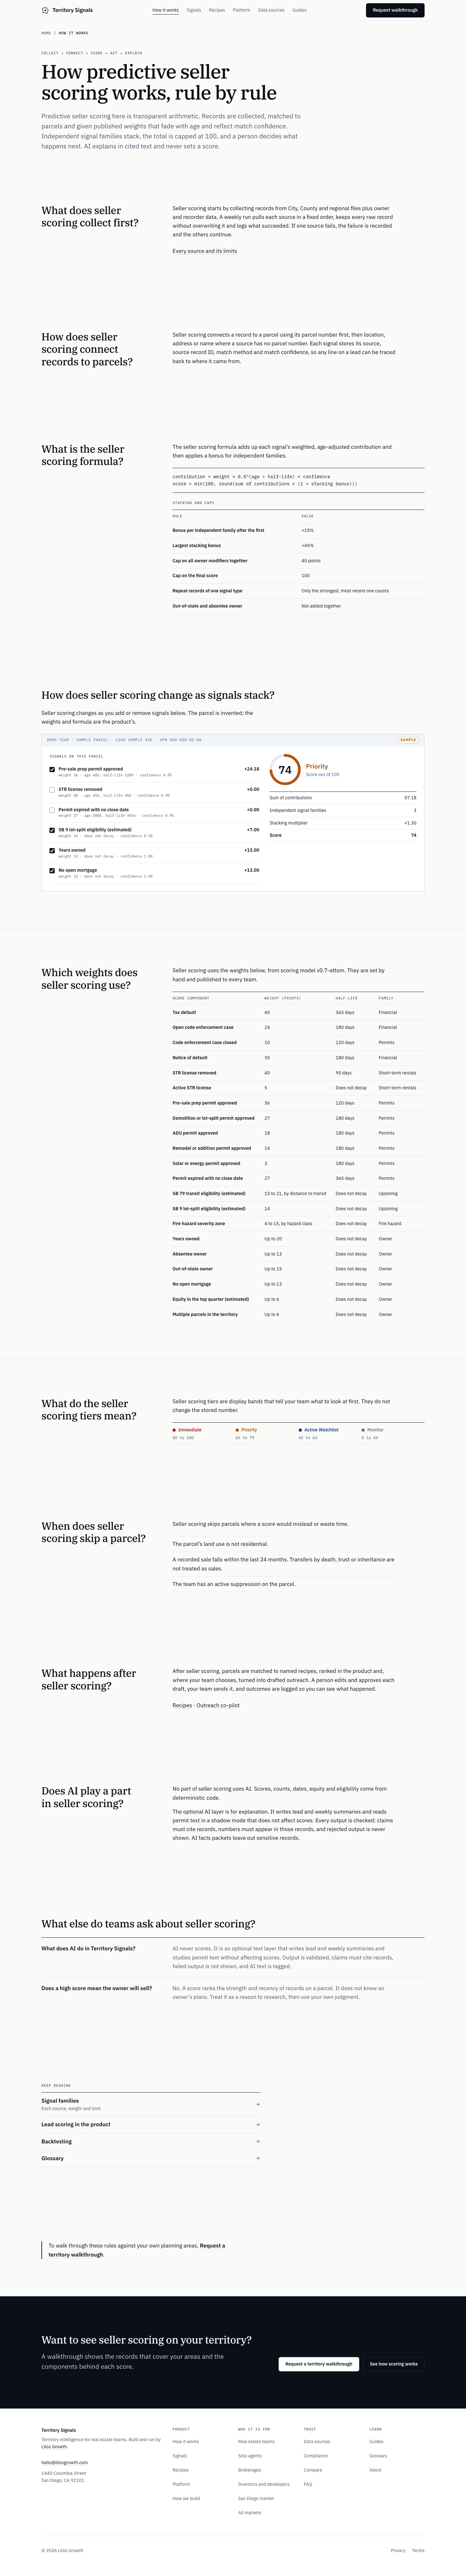 Territory Signals
How it works
Signals
Recipes
Platform
Data sources
Guides
Request walkthrough
HOME / HOW IT WORKS
COLLECT → CONNECT → SCORE → ACT → EXPLAIN
How predictive seller
scoring works, rule by rule
Predictive seller scoring here is transparent arithmetic. Records are collected, matched to
parcels and given published weights that fade with age and reflect match confidence.
Independent signal families stack, the total is capped at 100, and a person decides what
happens next. AI explains in cited text and never sets a score.
What does seller
scoring collect first?
Seller scoring starts by collecting records from City, County and regional files plus owner
and recorder data. A weekly run pulls each source in a fixed order, keeps every raw record
without overwriting it and logs what succeeded. If one source fails, the failure is recorded
and the others continue.
Every source and its limits
How does seller
scoring connect
records to parcels?
Seller scoring connects a record to a parcel using its parcel number first, then location,
address or name where a source has no parcel number. Each signal stores its source,
source record ID, match method and match confidence, so any line on a lead can be traced
back to where it came from.
What is the seller
scoring formula?
The seller scoring formula adds up each signal's weighted, age-adjusted contribution and
then applies a bonus for independent families.
contribution = weight × 0.5^(age ÷ half-life) × confidence
score = min(100, round(sum of contributions × (1 + stacking bonus)))
STACKING AND CAPS
RULE
VALUE
Bonus per independent family after the first
+15%
Largest stacking bonus
+45%
Cap on all owner modifiers together
40 points
Cap on the final score
100
Repeat records of one signal type
Only the strongest, most recent one counts
Out-of-state and absentee owner
Not added together
How does seller scoring change as signals stack?
Seller scoring changes as you add or remove signals below. The parcel is invented; the
weights and formula are the product's.
DEMO TEAM · SAMPLE PARCEL · 1200 SAMPLE AVE · APN 000-000-01-00
SAMPLE
SIGNALS ON THIS PARCEL
Pre-sale prep permit approved
+24.18
STR license removed
+0.00
Permit expired with no close date
+0.00
SB 9 lot-split eligibility (estimated)
+7.00
Years owned
+13.00
No open mortgage
+13.00
74
Priority
Score out of 100
Sum of contributions
57.18
Independent signal families
3
Stacking multiplier
×1.30
Score
74
Which weights does
seller scoring use?
Seller scoring uses the weights below, from scoring model v0.7-attom. They are set by
hand and published to every team.
SCORE COMPONENT
WEIGHT (POINTS)
HALF-LIFE
FAMILY
Tax default
40
365 days
Financial
Open code enforcement case
24
180 days
Financial
Code enforcement case closed
10
120 days
Permits
Notice of default
35
180 days
Financial
STR license removed
40
90 days
Short-term rentals
Active STR license
5
Does not decay
Short-term rentals
Pre-sale prep permit approved
36
120 days
Permits
Demolition or lot-split permit approved
27
180 days
Permits
ADU permit approved
18
180 days
Permits
Remodel or addition permit approved
14
180 days
Permits
Solar or energy permit approved
3
180 days
Permits
Permit expired with no close date
27
365 days
Permits
SB 79 transit eligibility (estimated)
15 to 21, by distance to transit
Does not decay
Upzoning
SB 9 lot-split eligibility (estimated)
14
Does not decay
Upzoning
Fire hazard severity zone
4 to 15, by hazard class
Does not decay
Fire hazard
Years owned
Up to 20
Does not decay
Owner
Absentee owner
Up to 13
Does not decay
Owner
Out-of-state owner
Up to 15
Does not decay
Owner
No open mortgage
Up to 13
Does not decay
Owner
Equity in the top quarter (estimated)
Up to 6
Does not decay
Owner
Multiple parcels in the territory
Up to 6
Does not decay
Owner
What do the seller
scoring tiers mean?
Seller scoring tiers are display bands that tell your team what to look at first. They do not
change the stored number.
Immediate
Priority
Active Watchlist
Monitor
80 to 100
65 to 79
45 to 64
0 to 44
When does seller
scoring skip a parcel?
Seller scoring skips parcels where a score would mislead or waste time.
The parcel's land use is not residential.
A recorded sale falls within the last 24 months. Transfers by death, trust or inheritance are
not treated as sales.
The team has an active suppression on the parcel.
What happens after
seller scoring?
After seller scoring, parcels are matched to named recipes, ranked in the product and,
where your team chooses, turned into drafted outreach. A person edits and approves each
draft, your team sends it, and outcomes are logged so you can see what happened.
Recipes · Outreach co-pilot
Does AI play a part
in seller scoring?
No part of seller scoring uses AI. Scores, counts, dates, equity and eligibility come from
deterministic code.
The optional AI layer is for explanation. It writes lead and weekly summaries and reads
permit text in a shadow mode that does not affect scores. Every output is checked: claims
must cite records, numbers must appear in those records, and rejected output is never
shown. AI facts packets leave out sensitive records.
What else do teams ask about seller scoring?
What does AI do in Territory Signals?
AI never scores. It is an optional text layer that writes lead and weekly summaries and
studies permit text without affecting scores. Output is validated, claims must cite records,
failed output is not shown, and AI text is tagged.
Does a high score mean the owner will sell?
No. A score ranks the strength and recency of records on a parcel. It does not know an
owner's plans. Treat it as a reason to research, then use your own judgment.
KEEP READING
Signal families
Each source, weight and limit
→
Lead scoring in the product
→
Backtesting
→
Glossary
→
To walk through these rules against your own planning areas, Request a
territory walkthrough.
Want to see seller scoring on your territory?
A walkthrough shows the records that cover your areas and the
components behind each score.
Request a territory walkthrough
See how scoring works
Territory Signals
Territory intelligence for real estate teams. Built and run by
Lilos Growth.
hello@lilosgrowth.com
1440 Columbia Street
San Diego, CA 92101
PRODUCT
How it works
Signals
Recipes
Platform
How we build
WHO IT IS FOR
Real estate teams
Solo agents
Brokerages
Investors and developers
San Diego market
All markets
TRUST
Data sources
Compliance
Compare
FAQ
LEARN
Guides
Glossary
About
© 2026 Lilos Growth
Privacy
Terms